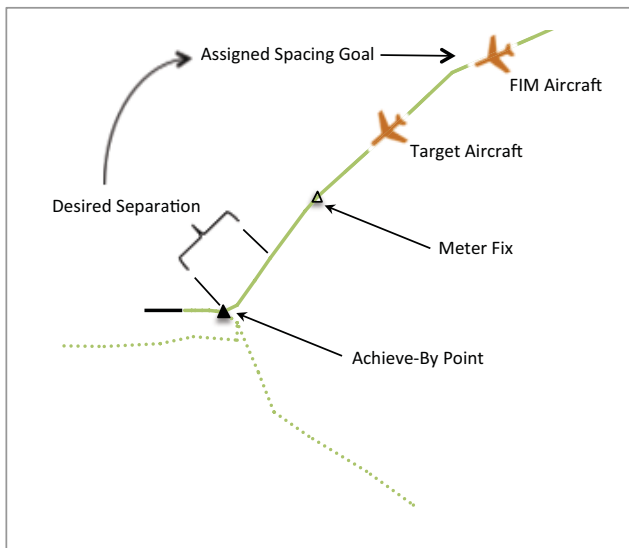 Assigned Spacing Goal
FIM Aircraft
Target Aircraft
Desired Separation
Meter Fix
Achieve-By Point